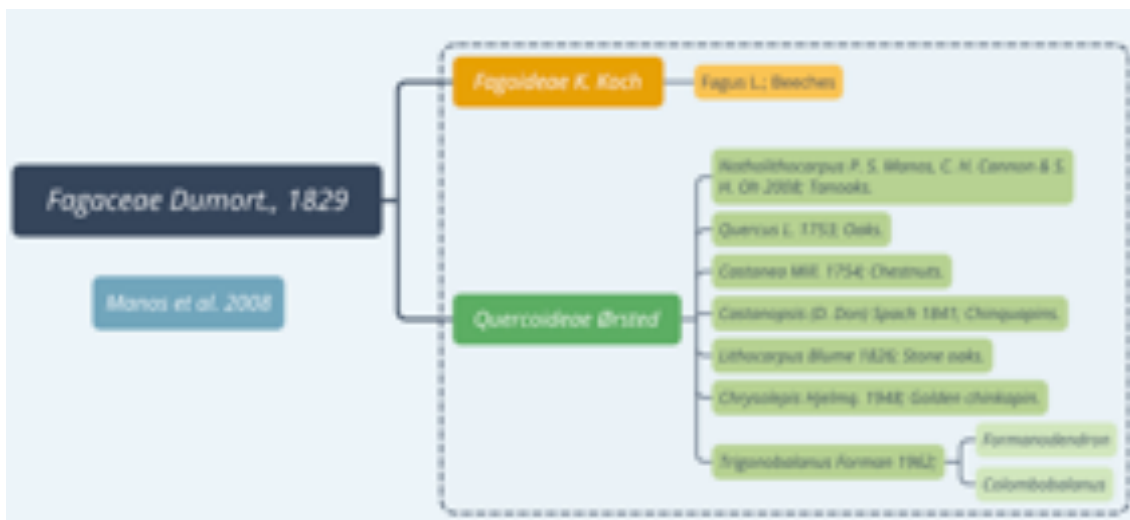 Fagoideae K. Koch
Fagus L.; Beeches
Fagaceae Dumort., 1829
Manos et al. 2008
Quercoideae Ørsted
Notholithocarpus P. S. Manos, C. H. Cannon & S.
H. Oh 2008; Tanoaks.
Quercus L. 1753; Oaks.
Castanea Mill. 1754; Chestnuts.
Castanopsis (D. Don) Spach 1841; Chinquapins.
Lithocarpus Blume 1826; Stone oaks.
Chrysolepis Hjelmq. 1948; Golden chinkapin.
Trigonobalanus Forman 1962;
Formanodendron
Colombobalanus